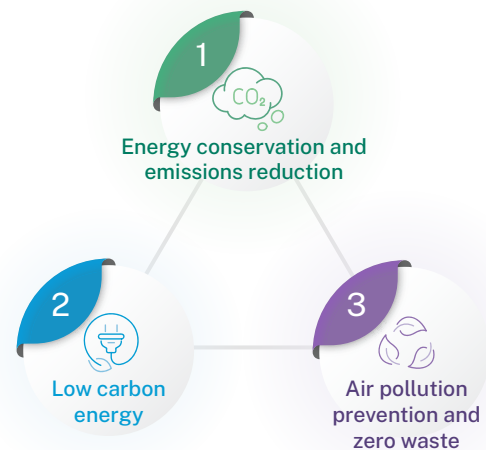 1
CO₂
Energy conservation and
emissions reduction
2
Low carbon
energy
3
Air pollution
prevention and
zero waste